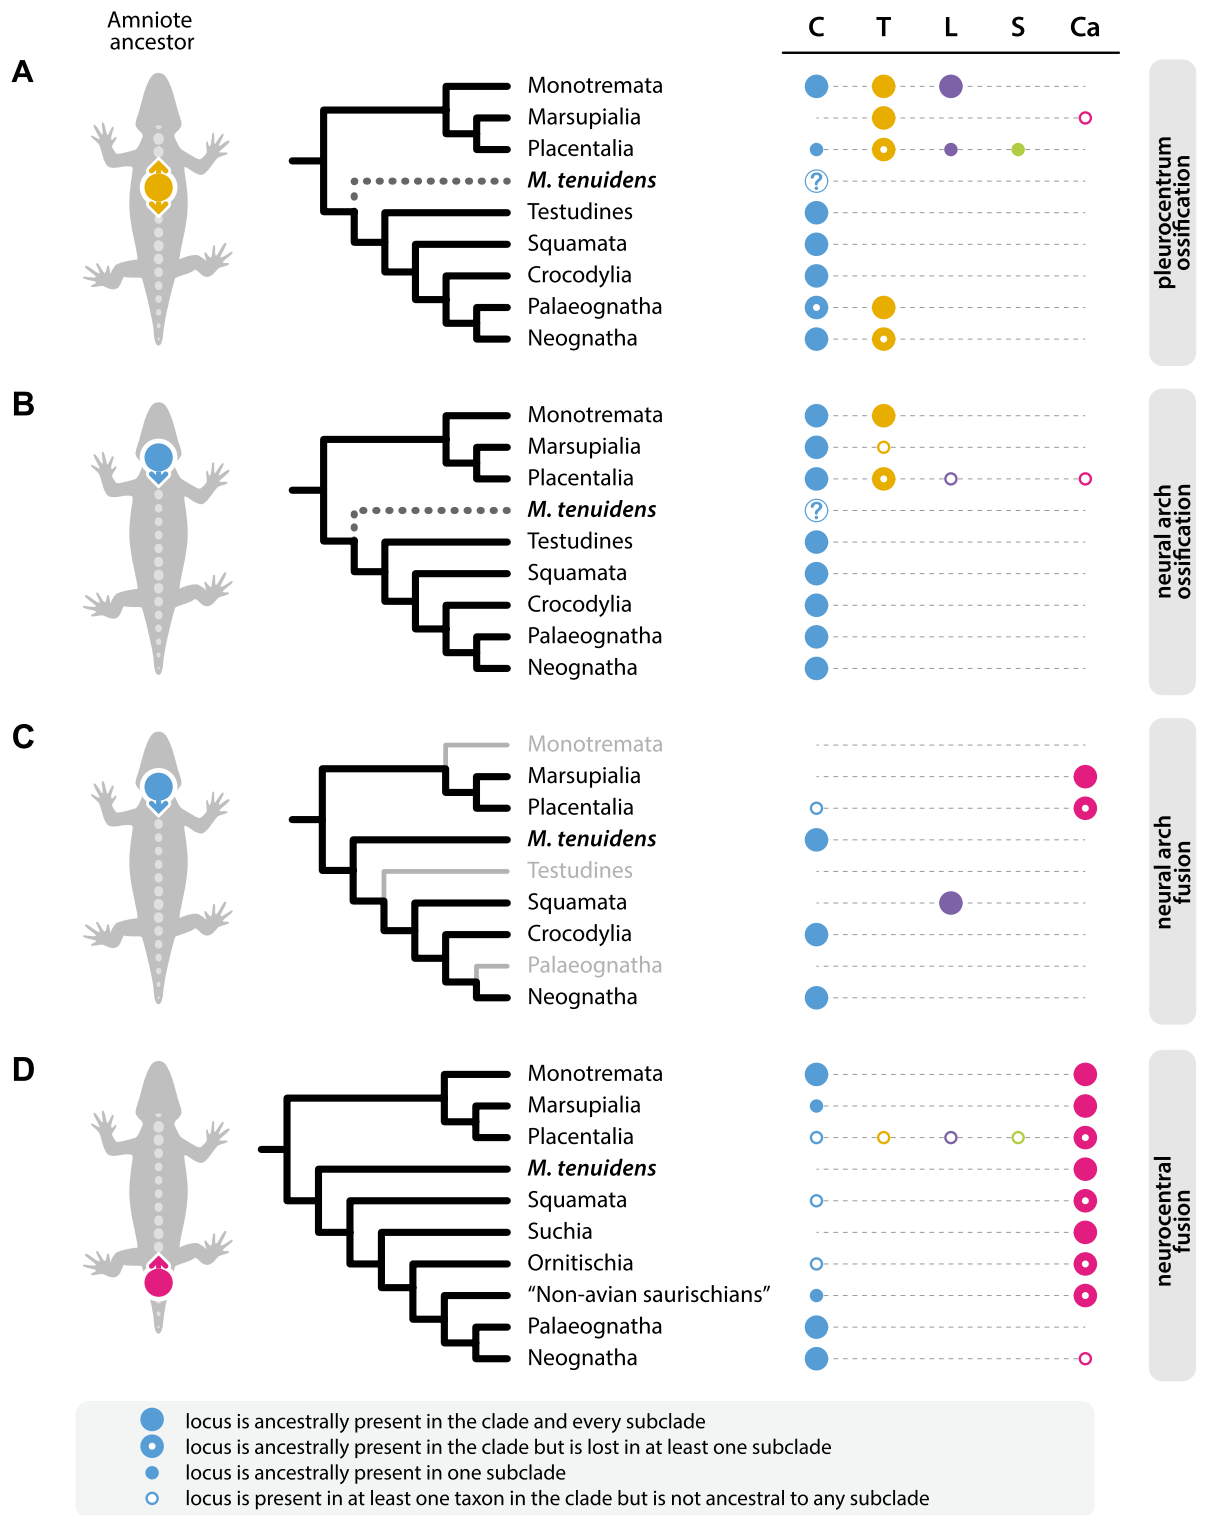 Amniote
ancestor
C T L S Ca
A
Monotremata
Marsupialia
Placentalia
M. tenuidens
?
Testudines
Squamata
Crocodylia
Palaeognatha
Neognatha
pleurocentrum
ossification
B
Monotremata
Marsupialia
Placentalia
M. tenuidens
?
Testudines
Squamata
Crocodylia
Palaeognatha
Neognatha
neural arch
ossification
C
Monotremata
Marsupialia
Placentalia
M. tenuidens
Testudines
Squamata
Crocodylia
Palaeognatha
Neognatha
neural arch
fusion
D
Monotremata
Marsupialia
Placentalia
M. tenuidens
Squamata
Suchia
Ornitischia
“Non-avian saurischians”
Palaeognatha
Neognatha
neurocentral
fusion
locus is ancestrally present in the clade and every subclade
locus is ancestrally present in the clade but is lost in at least one subclade
locus is ancestrally present in one subclade
locus is present in at least one taxon in the clade but is not ancestral to any subclade